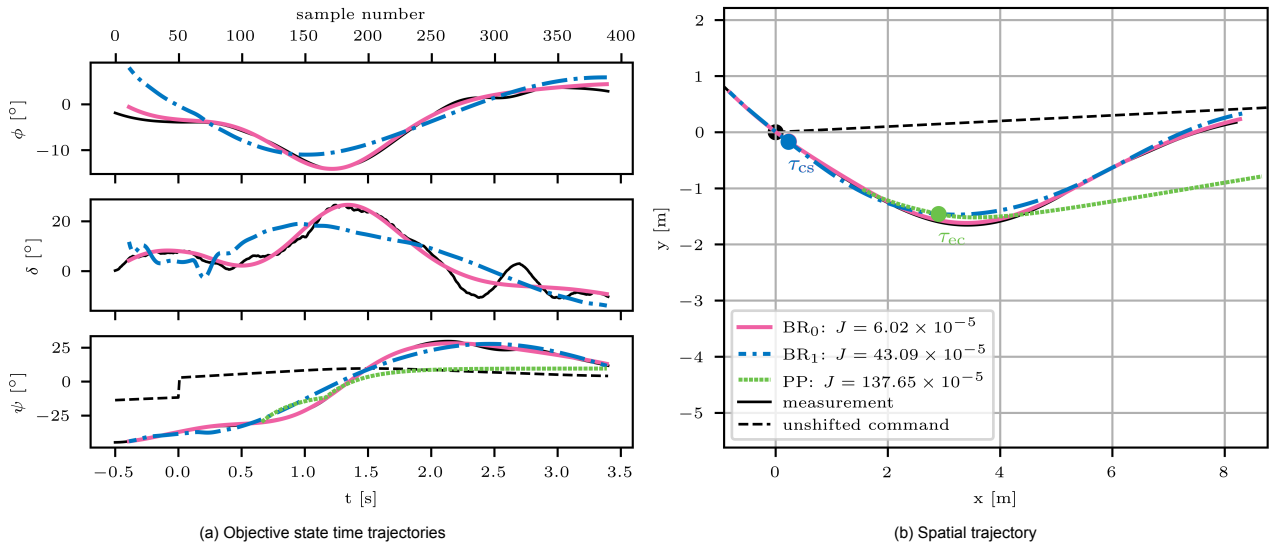 sample number
0 50 100 150 200 250 300 350 400
ϕ [°]
0
−10
δ [°]
20
0
ψ [°]
25
0
−25
−0.5 0.0 0.5 1.0 1.5 2.0 2.5 3.0 3.5
t [s]
(a) Objective state time trajectories
y [m]
2
1
0
−1
−2
−3
−4
−5
τcs
τec
BR₀: J = 6.02 × 10⁻⁵
BR₁: J = 43.09 × 10⁻⁵
PP: J = 137.65 × 10⁻⁵
measurement
unshifted command
0 2 4 6 8
x [m]
(b) Spatial trajectory